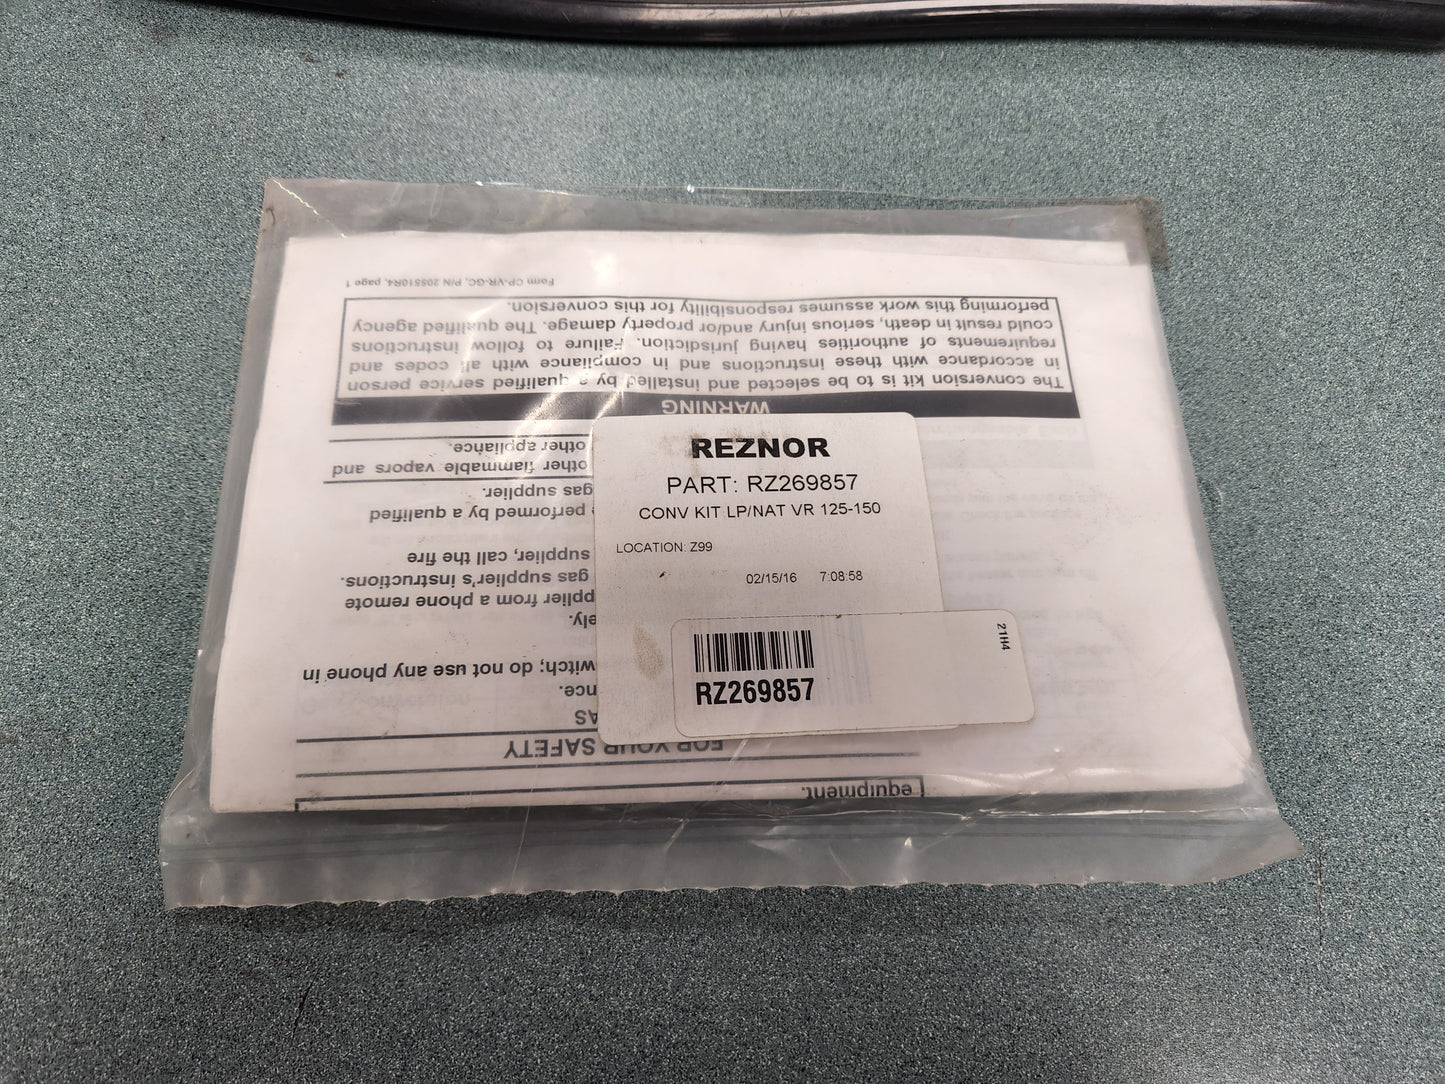 REZNOR
PART: RZ269857
CONV KIT LP/NAT VR 125-150
LOCATION: Z99
02/15/16 7:08:58
21H4
RZ269857
equipment.
FOR YOUR SAFETY
AS
nce.
witch; do not use any phone in
ely.
pplier from a phone remote
gas supplier's instructions.
supplier, call the fire
e performed by a qualified
gas supplier.
other flammable vapors and
other appliance.
WARNING
The conversion kit is to be selected and installed by a qualified service person
in accordance with these instructions and in compliance with all codes and
requirements of authorities having jurisdiction. Failure to follow instructions
could result in death, serious injury and/or property damage. The qualified agency
performing this work assumes responsibility for this conversion.
Form CP-VR-GC, P/N 205510R4, page 1